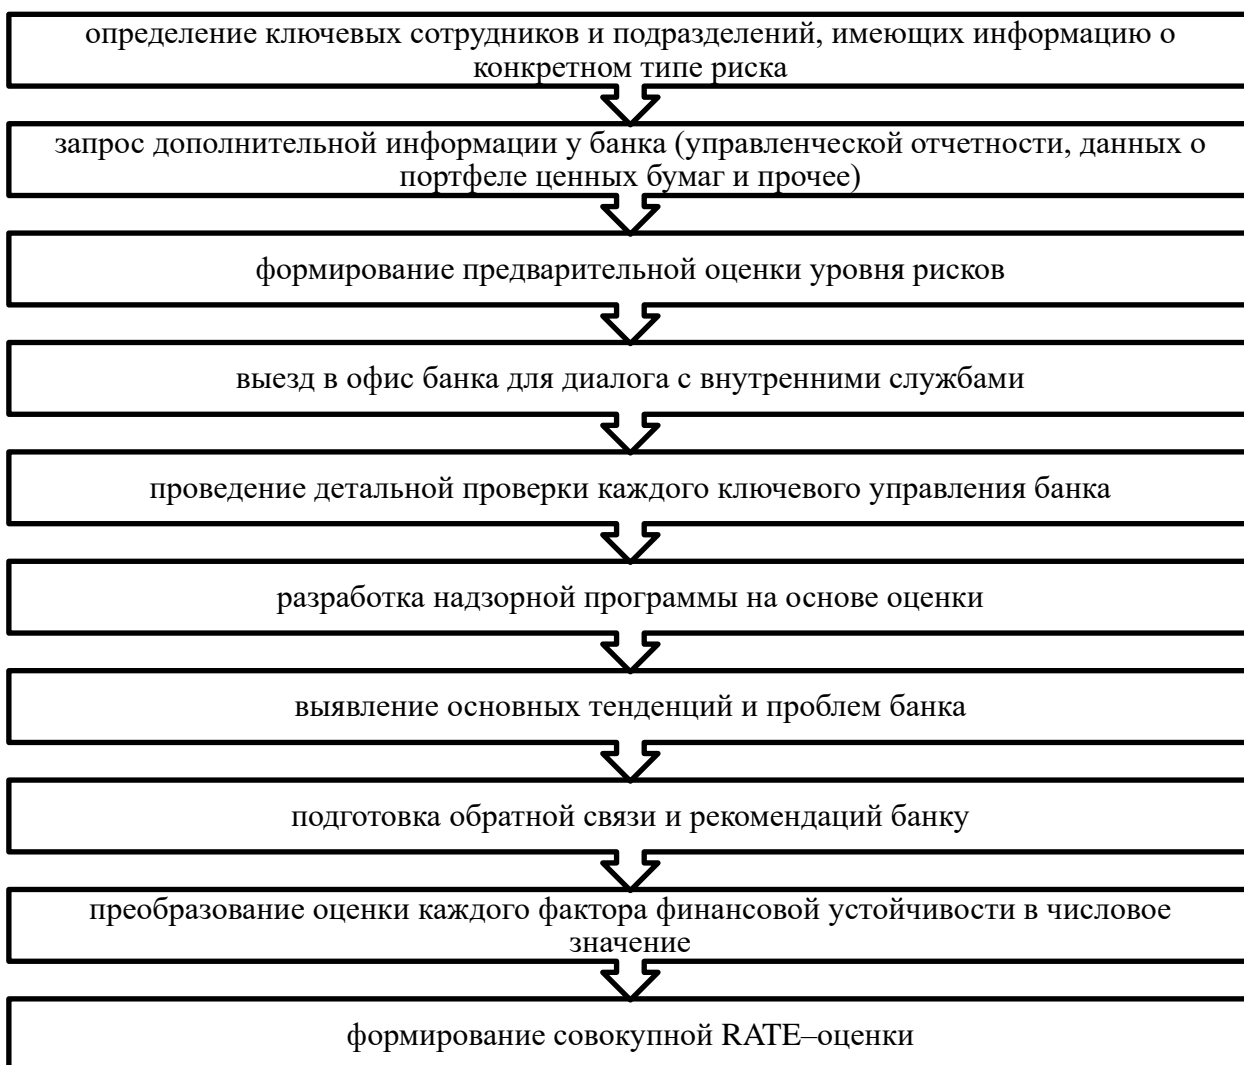 определение ключевых сотрудников и подразделений, имеющих информацию о
конкретном типе риска
запрос дополнительной информации у банка (управленческой отчетности, данных о
портфеле ценных бумаг и прочее)
формирование предварительной оценки уровня рисков
выезд в офис банка для диалога с внутренними службами
проведение детальной проверки каждого ключевого управления банка
разработка надзорной программы на основе оценки
выявление основных тенденций и проблем банка
подготовка обратной связи и рекомендаций банку
преобразование оценки каждого фактора финансовой устойчивости в числовое
значение
формирование совокупной RATE–оценки